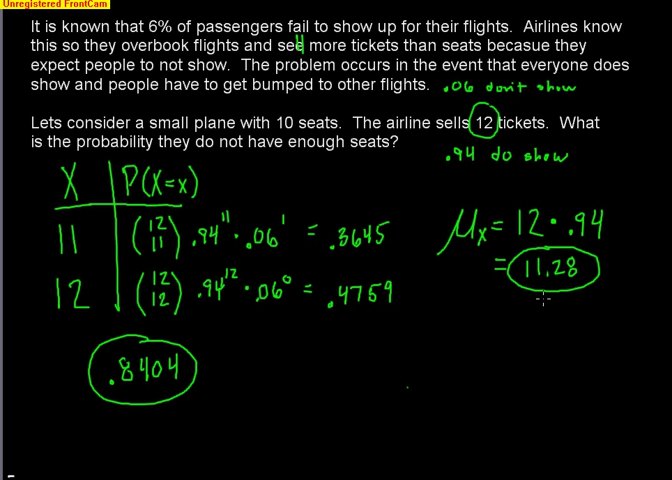 Unregistered FrontCam
It is known that 6% of passengers fail to show up for their flights. Airlines know
this so they overbook flights and sell more tickets than seats becasue they
expect people to not show. The problem occurs in the event that everyone does
show and people have to get bumped to other flights. .06 don't show
Lets consider a small plane with 10 seats. The airline sells 12 tickets. What
is the probability they do not have enough seats?
.94 do show
X P(X=x)
11 (12 11) .94^11 · .06^1 = .3645
12 (12 12) .94^12 · .06^0 = .4759
.8404
μx = 12 · .94
= 11.28